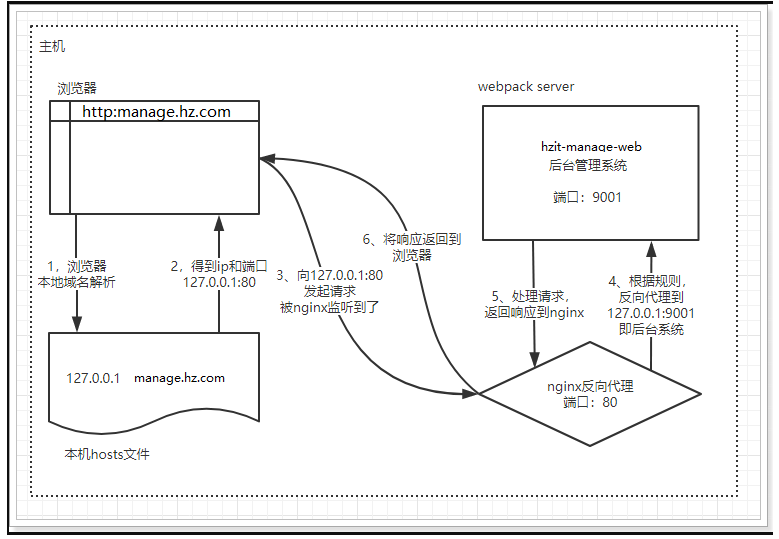 主机
浏览器
http:manage.hz.com
webpack server
hzit-manage-web
后台管理系统
端口：9001
1，浏览器
本地域名解析
2，得到ip和端口
127.0.0.1:80
3、向127.0.0.1:80
发起请求
被nginx监听到了
6、将响应返回到
浏览器
5、处理请求，
返回响应到nginx
4、根据规则，
反向代理到
127.0.0.1:9001
即后台系统
127.0.0.1 manage.hz.com
nginx反向代理
端口：80
本机hosts文件